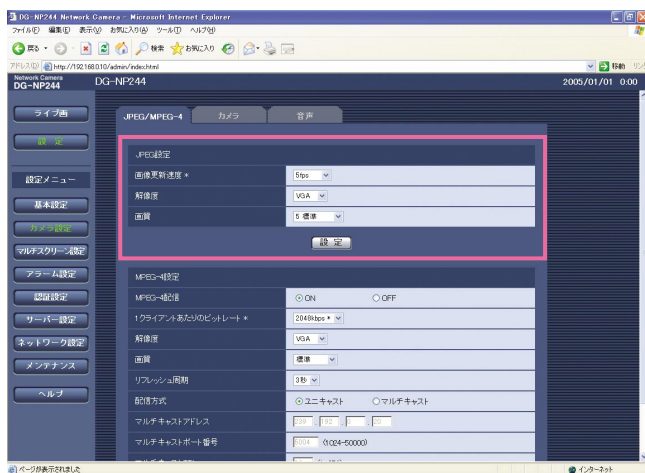 DG-NP244 Network Camera - Microsoft Internet Explorer
ファイル(F) 編集(E) 表示(V) お気に入り(A) ツール(T) ヘルプ(H)
戻る 検索 お気に入り
アドレス(D) http://192.168.0.10/admin/index.html 移動 リンク
Network Camera
DG-NP244 DG-NP244 2005/01/01 0:00
ライブ画
設定
設定メニュー
基本設定
カメラ設定
マルチスクリーン設定
アラーム設定
認証設定
サーバー設定
ネットワーク設定
メンテナンス
ヘルプ
JPEG/MPEG-4 カメラ 音声
JPEG設定
画像更新速度 * 5fps
解像度 VGA
画質 5 標準
設定
MPEG-4設定
MPEG-4配信 ON OFF
1クライアントあたりのビットレート * 2048kbps *
解像度 VGA
画質 標準
リフレッシュ周期 3秒
配信方式 ユニキャスト マルチキャスト
マルチキャストアドレス 239 . 192 . 0 . 20
マルチキャストポート番号 5004 (1024-50000)
ページが表示されました インターネット